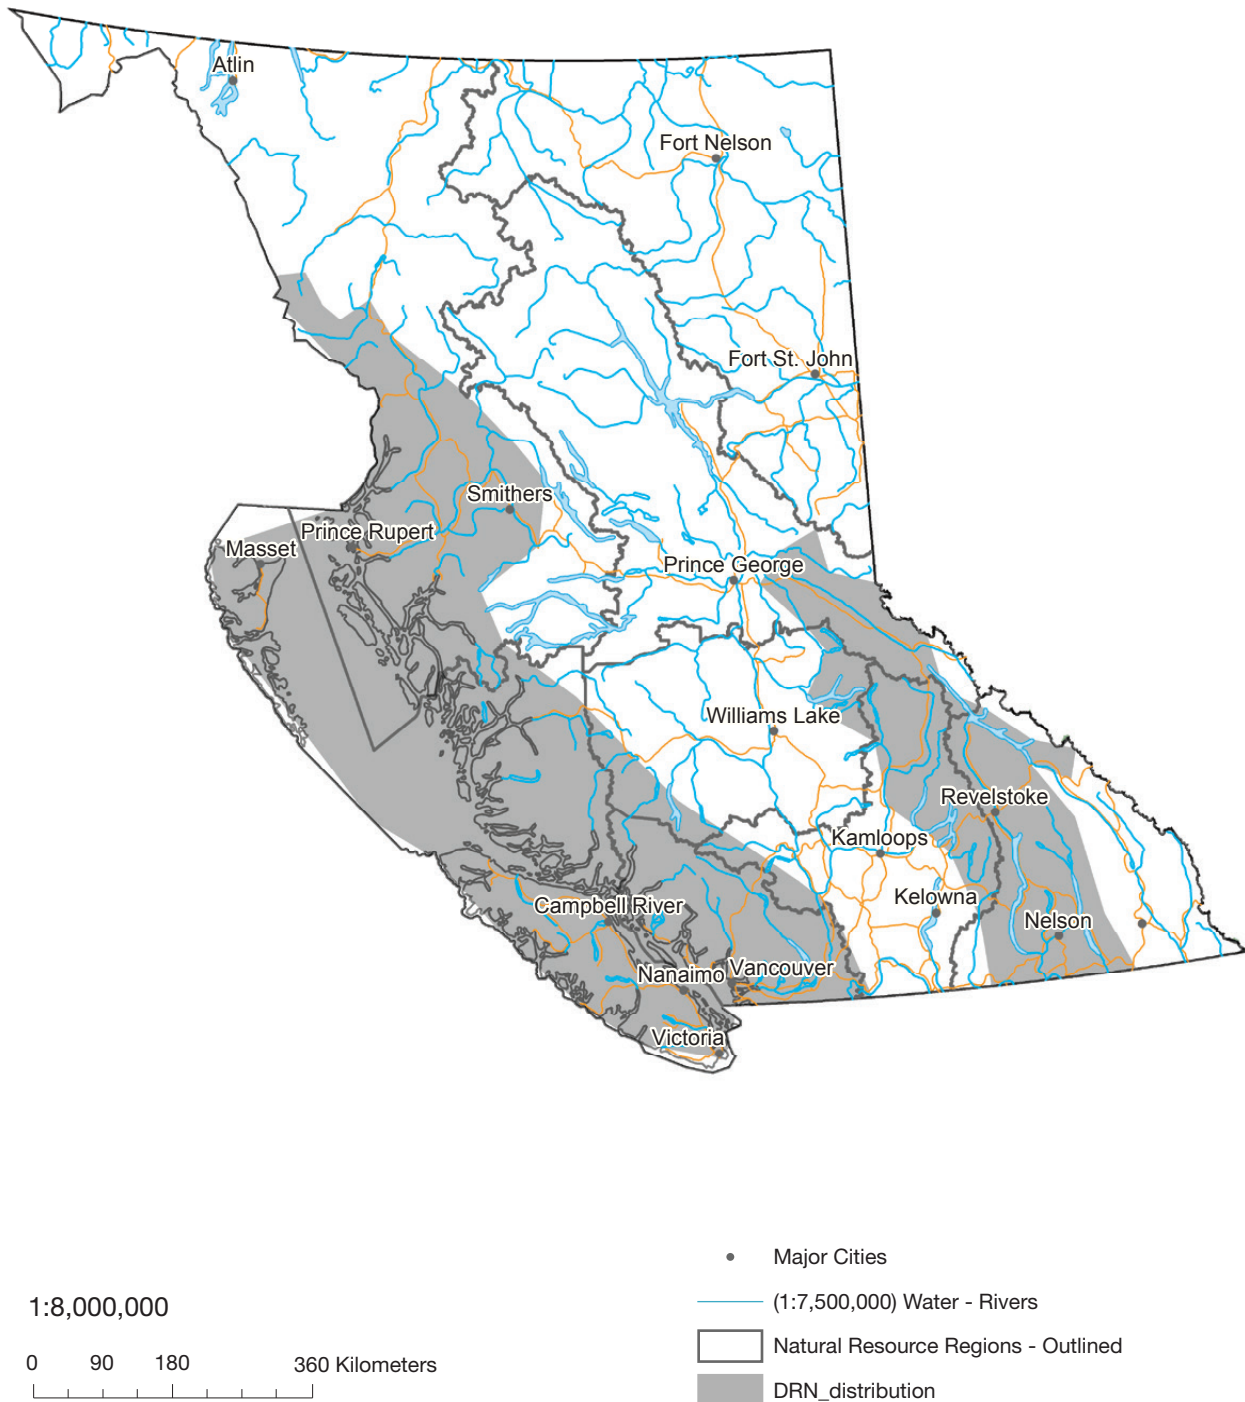 Atlin
Fort Nelson
Fort St. John
Smithers
Prince Rupert
Masset
Prince George
Williams Lake
Revelstoke
Kamloops
Kelowna
Campbell River
Nelson
Nanaimo
Vancouver
Victoria
Major Cities
1:8,000,000
(1:7,500,000) Water - Rivers
Natural Resource Regions - Outlined
0 90 180 360 Kilometers
DRN_distribution